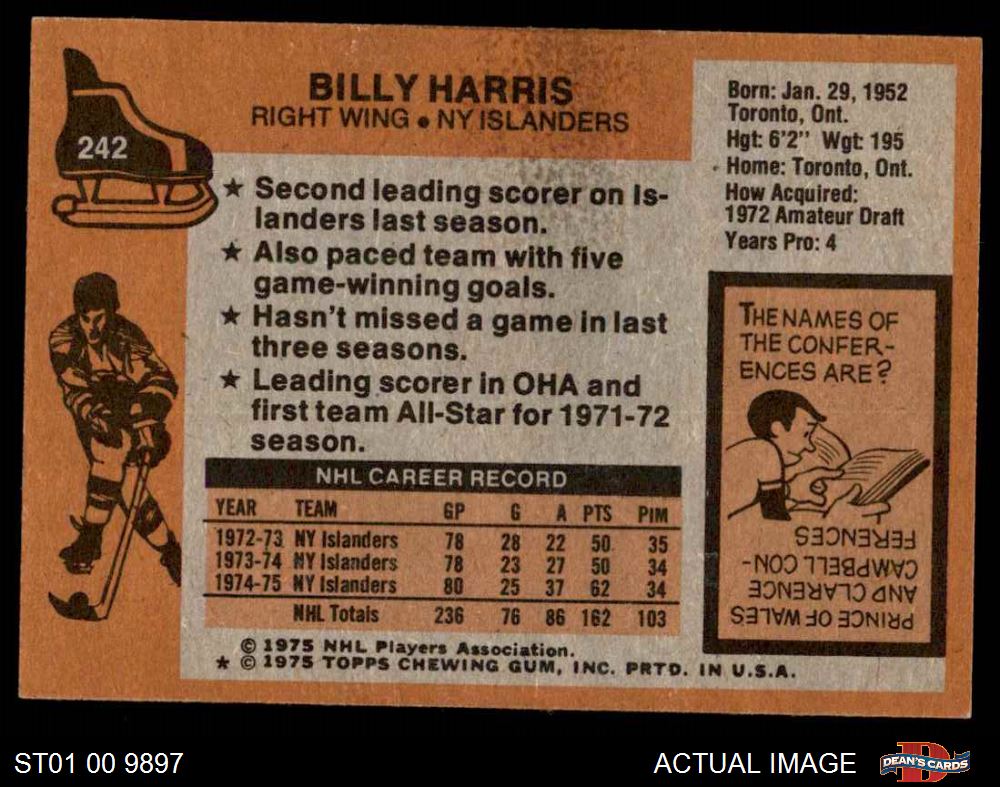 BILLY HARRIS
RIGHT WING • NY ISLANDERS
242
★ Second leading scorer on Is-
landers last season.
★ Also paced team with five
game-winning goals.
★ Hasn't missed a game in last
three seasons.
★ Leading scorer in OHA and
first team All-Star for 1971-72
season.
Born: Jan. 29, 1952
Toronto, Ont.
Hgt: 6'2" Wgt: 195
Home: Toronto, Ont.
How Acquired:
1972 Amateur Draft
Years Pro: 4
THE NAMES OF
THE CONFER-
ENCES ARE?
PRINCE OF WALES
AND CLARENCE
CAMPBELL CON-
FERENCES
NHL CAREER RECORD
YEAR TEAM GP G A PTS PIM
1972-73 NY Islanders 78 28 22 50 35
1973-74 NY Islanders 78 23 27 50 34
1974-75 NY Islanders 80 25 37 62 34
NHL Totals 236 76 86 162 103
© 1975 NHL Players Association.
★ © 1975 TOPPS CHEWING GUM, INC. PRTD. IN U.S.A.
ST01 00 9897
ACTUAL IMAGE
D
DEAN'S CARDS